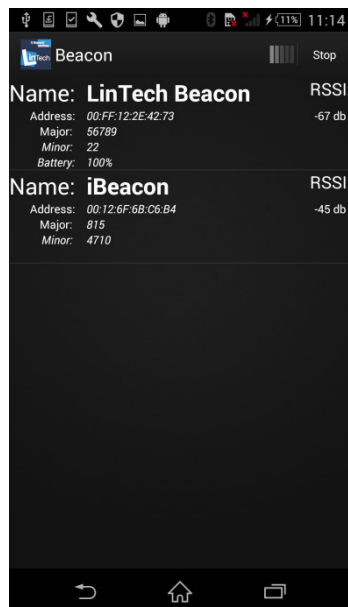 11% 11:14
LinTech Beacon Stop
Name: LinTech Beacon RSSI
Address: 00:FF:12:2E:42:73 -67 db
Major: 56789
Minor: 22
Battery: 100%
Name: iBeacon RSSI
Address: 00:12:6F:6B:C6:B4 -45 db
Major: 815
Minor: 4710